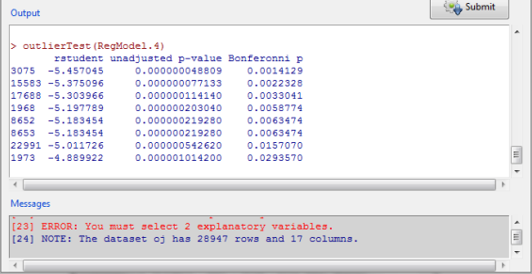 Submit
Output
> outlierTest(RegModel.4)
rstudent unadjusted p-value Bonferonni p
3075 -5.457045 0.000000048809 0.0014129
15583 -5.375096 0.000000077133 0.0022328
17688 -5.303966 0.000000114140 0.0033041
1968 -5.197789 0.000000203040 0.0058774
8652 -5.183454 0.000000219280 0.0063474
8653 -5.183454 0.000000219280 0.0063474
22991 -5.011726 0.000000542620 0.0157070
1973 -4.889922 0.000001014200 0.0293570
Messages
[23] ERROR: You must select 2 explanatory variables.
[24] NOTE: The dataset oj has 28947 rows and 17 columns.